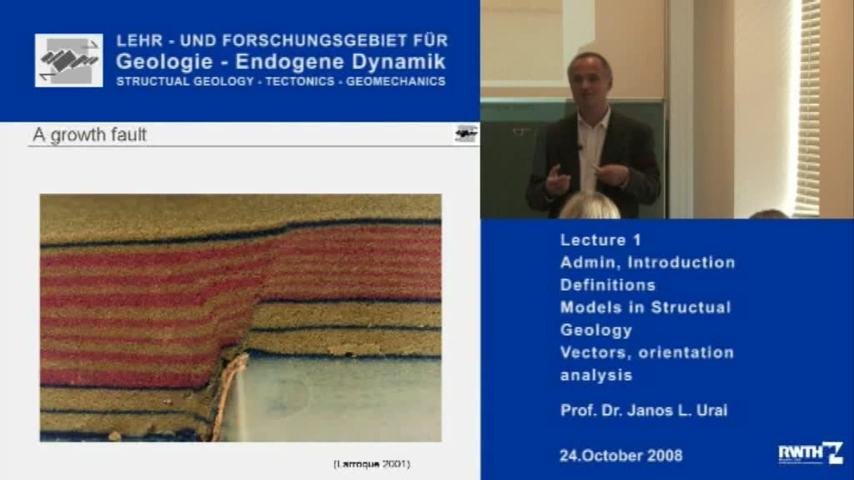 LEHR - UND FORSCHUNGSGEBIET FÜR
Geologie - Endogene Dynamik
STRUCTURAL GEOLOGY - TECTONICS - GEOMECHANICS
A growth fault
(Larroque 2001)
Lecture 1
Admin, Introduction
Definitions
Models in Structual
Geology
Vectors, orientation
analysis
Prof. Dr. Janos L. Urai
24.October 2008
RWTH